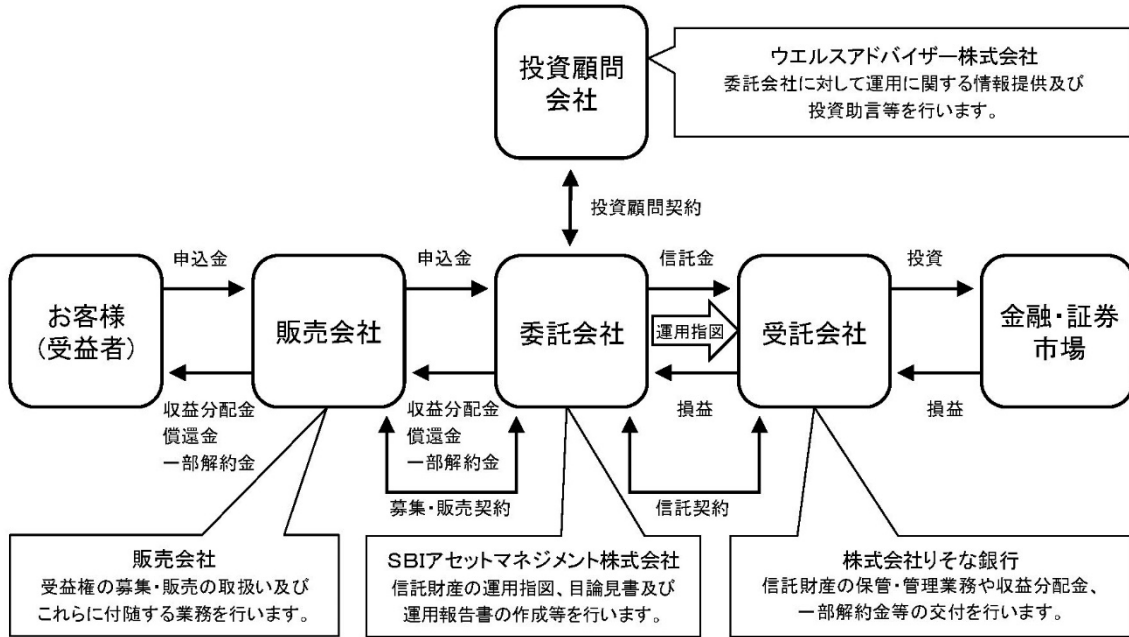 投資顧問
会社
ウエルスアドバイザー株式会社
委託会社に対して運用に関する情報提供及び
投資助言等を行います。
投資顧問契約
申込金
申込金
信託金
投資
お客様
(受益者)
販売会社
委託会社
運用指図
受託会社
金融・証券
市場
収益分配金
償還金
一部解約金
収益分配金
償還金
一部解約金
損益
損益
募集・販売契約
信託契約
販売会社
受益権の募集・販売の取扱い及び
これらに付随する業務を行います。
SBIアセットマネジメント株式会社
信託財産の運用指図、目論見書及び
運用報告書の作成等を行います。
株式会社りそな銀行
信託財産の保管・管理業務や収益分配金、
一部解約金等の交付を行います。